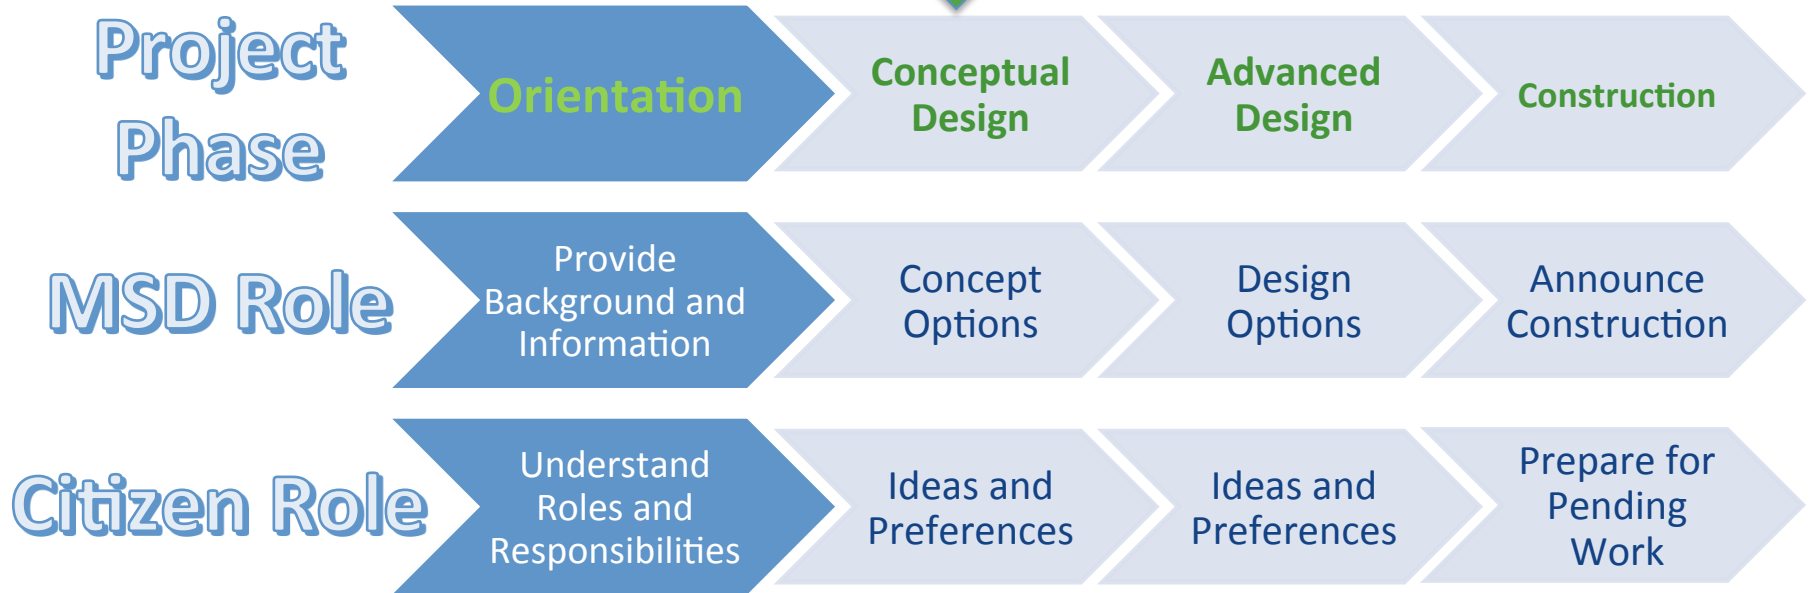 Project
Phase
Orientation
Conceptual
Design
Advanced
Design
Construction
MSD Role
Provide
Background and
Information
Concept
Options
Design
Options
Announce
Construction
Citizen Role
Understand
Roles and
Responsibilities
Ideas and
Preferences
Ideas and
Preferences
Prepare for
Pending
Work